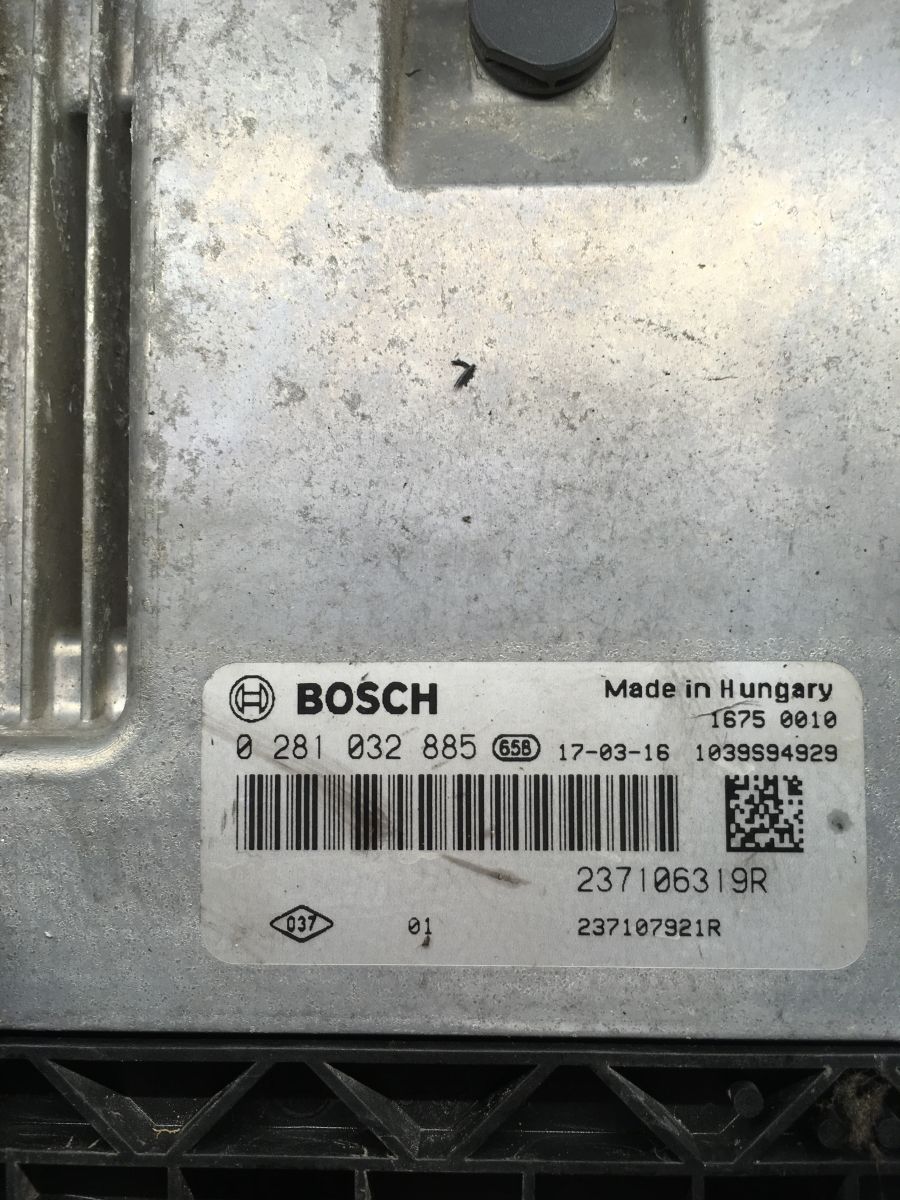 BOSCH
Made in Hungary
1675 0010
0 281 032 885 658 17-03-16 1039S94929
237106319R
037 01 237107921R